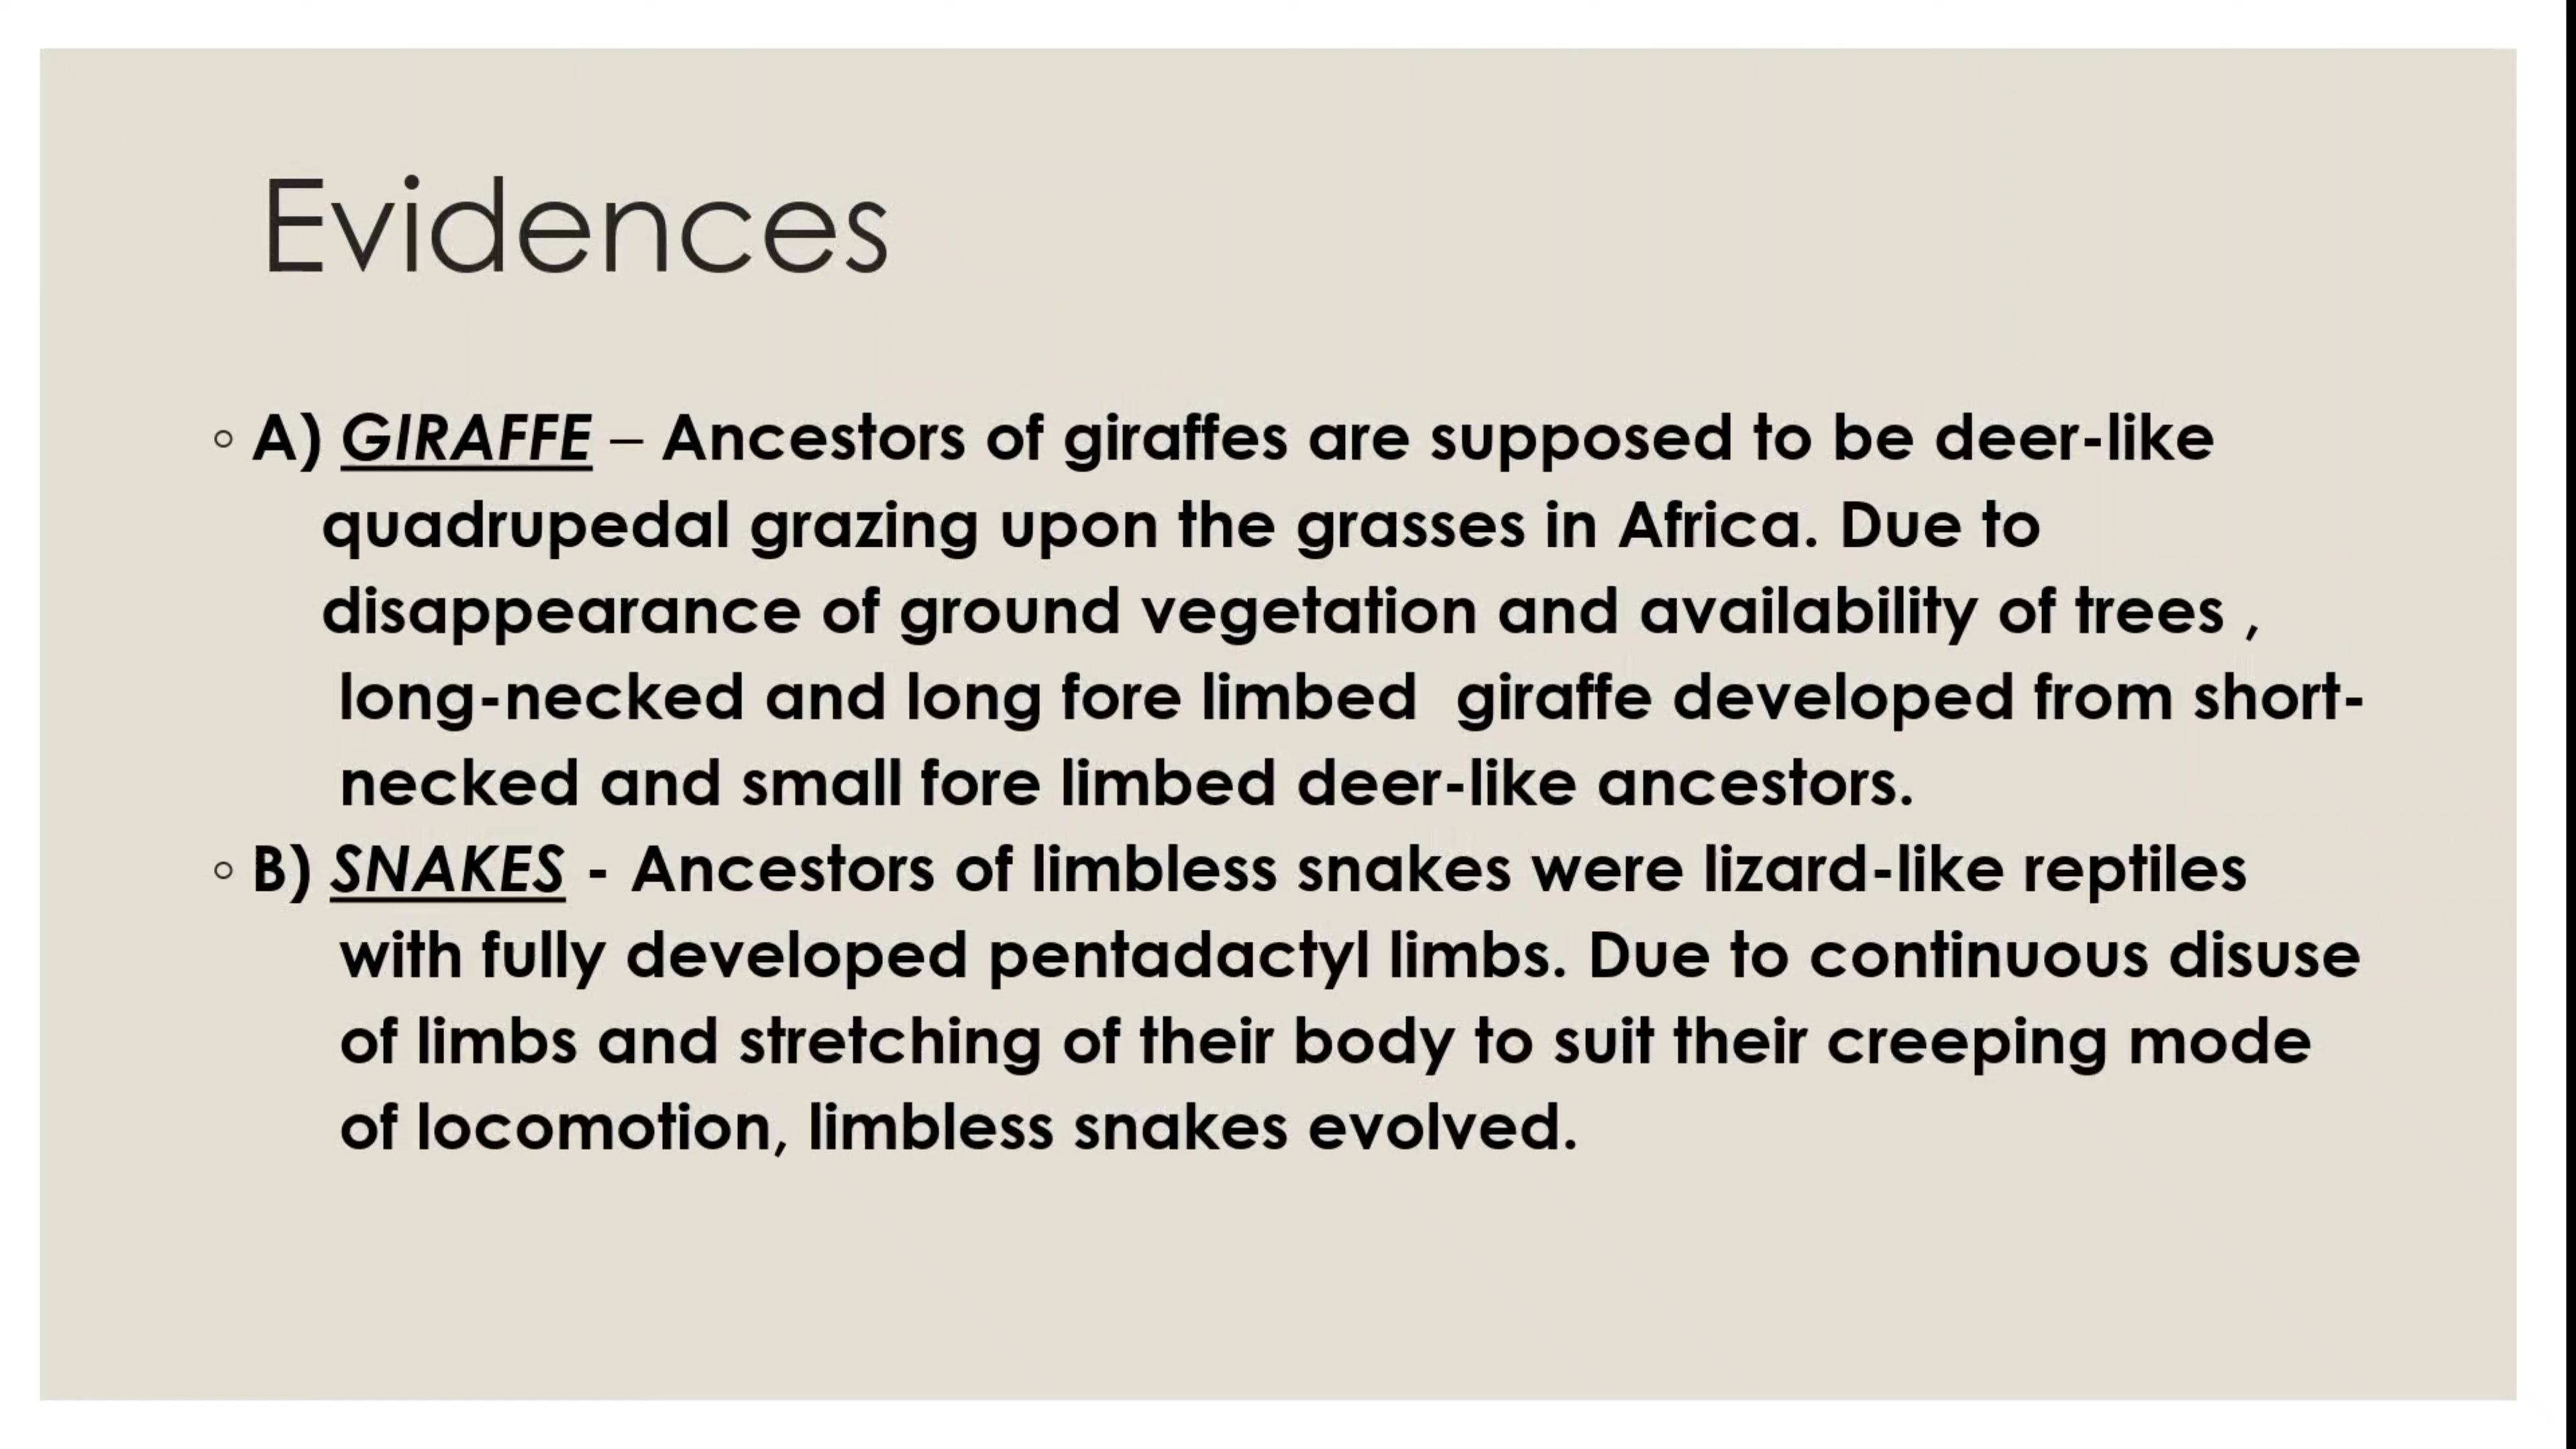 Evidences
◦ A) GIRAFFE – Ancestors of giraffes are supposed to be deer-like
quadrupedal grazing upon the grasses in Africa. Due to
disappearance of ground vegetation and availability of trees ,
long-necked and long fore limbed  giraffe developed from short-
necked and small fore limbed deer-like ancestors.
◦ B) SNAKES - Ancestors of limbless snakes were lizard-like reptiles
with fully developed pentadactyl limbs. Due to continuous disuse
of limbs and stretching of their body to suit their creeping mode
of locomotion, limbless snakes evolved.